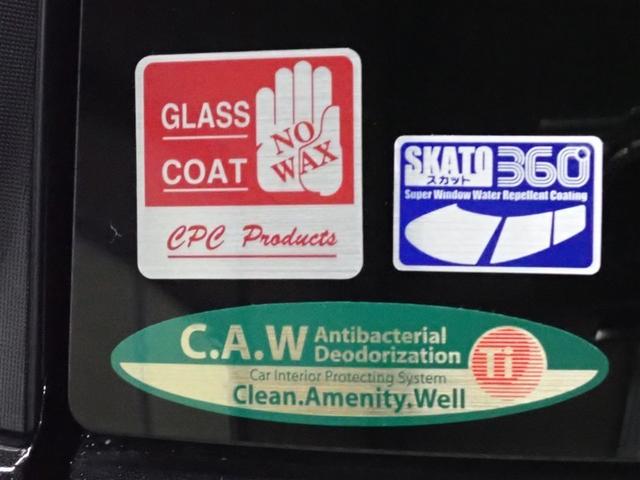 GLASS
COAT
NO
WAX
CPC Products
SKATO 360°
スカット
Super Window Water Repellent Coating
C.A.W Antibacterial
Deodorization
Ti
Car Interior Protecting System
Clean.Amenity.Well